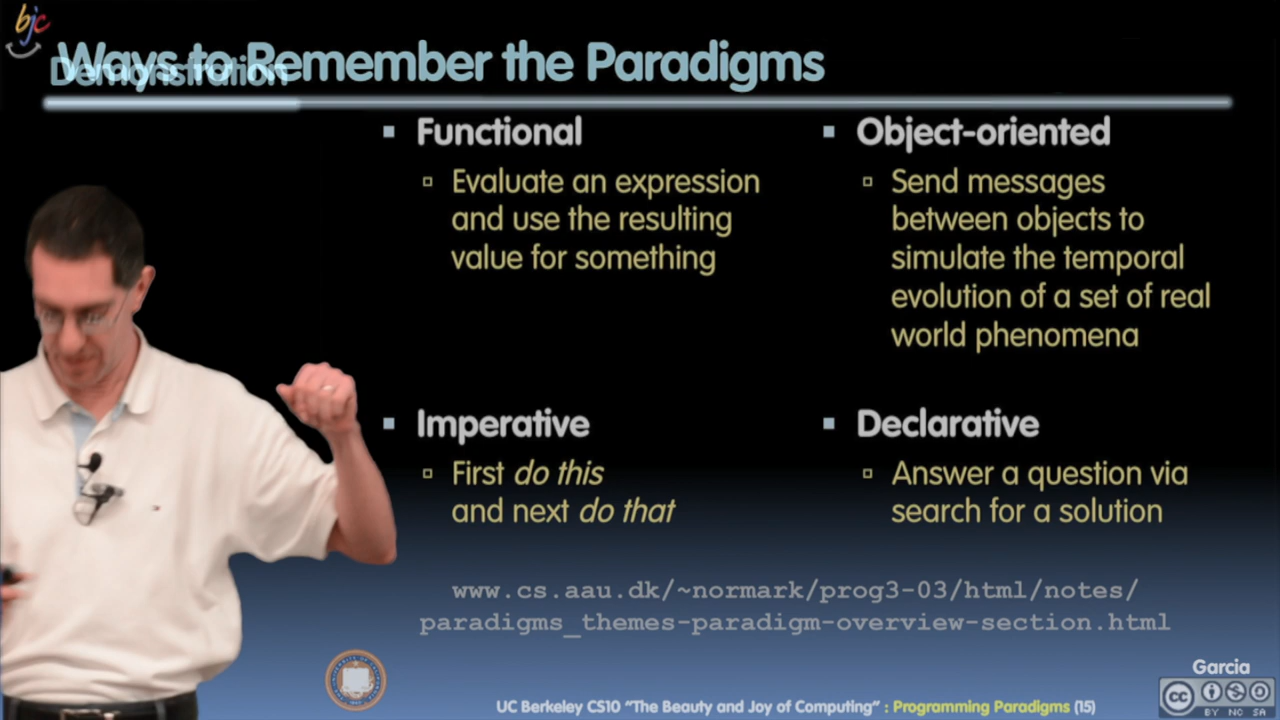 bjc
Ways to Remember the Paradigms
Demonstration
Functional
Evaluate an expression
and use the resulting
value for something
Object-oriented
Send messages
between objects to
simulate the temporal
evolution of a set of real
world phenomena
Imperative
First do this
and next do that
Declarative
Answer a question via
search for a solution
www.cs.aau.dk/~normark/prog3-03/html/notes/
paradigms_themes-paradigm-overview-section.html
Garcia
cc
BY NC SA
UC Berkeley CS10 "The Beauty and Joy of Computing" : Programming Paradigms (15)